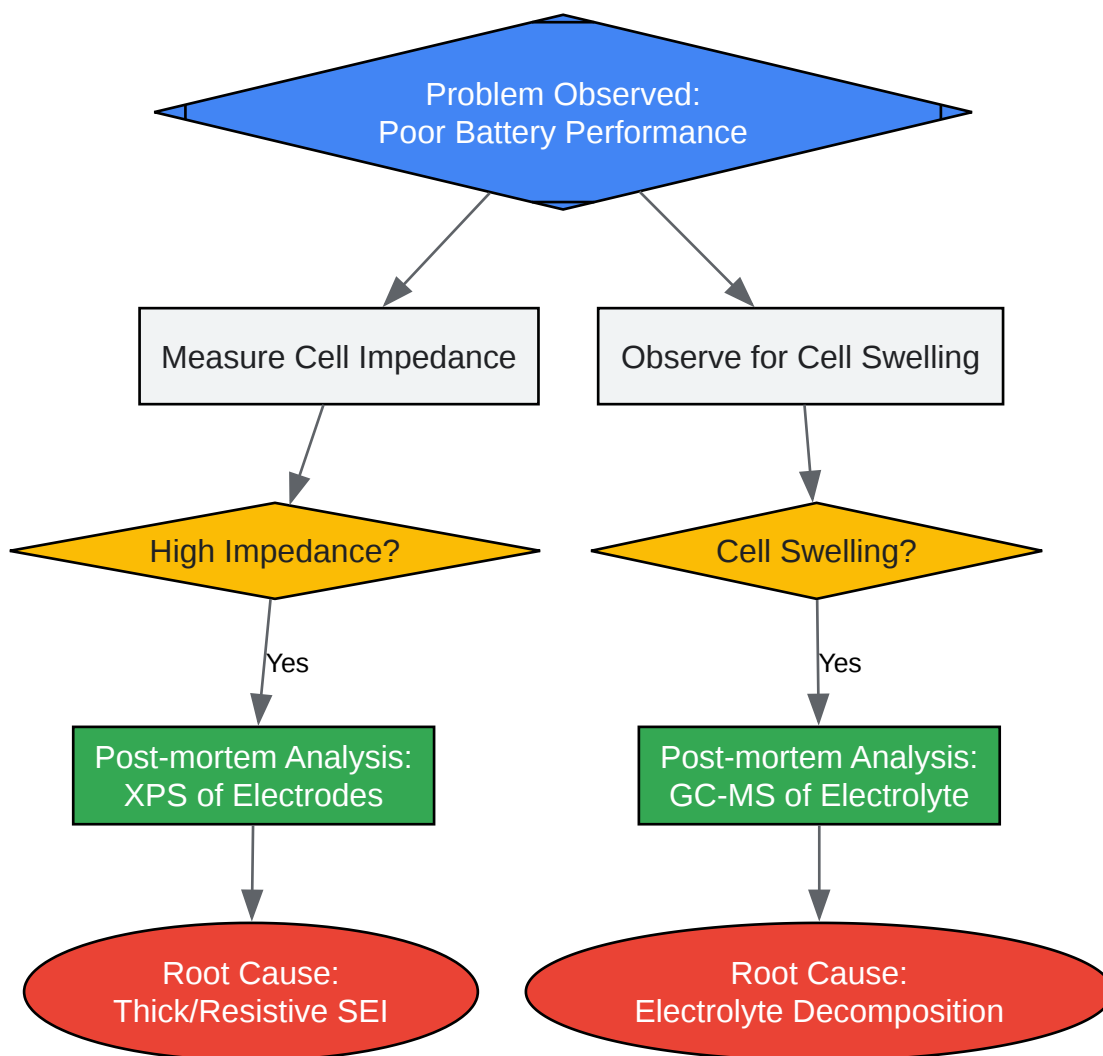 Problem Observed:
Poor Battery Performance
Measure Cell Impedance
Observe for Cell Swelling
High Impedance?
Cell Swelling?
Yes
Yes
Post-mortem Analysis:
XPS of Electrodes
Post-mortem Analysis:
GC-MS of Electrolyte
Root Cause:
Thick/Resistive SEI
Root Cause:
Electrolyte Decomposition